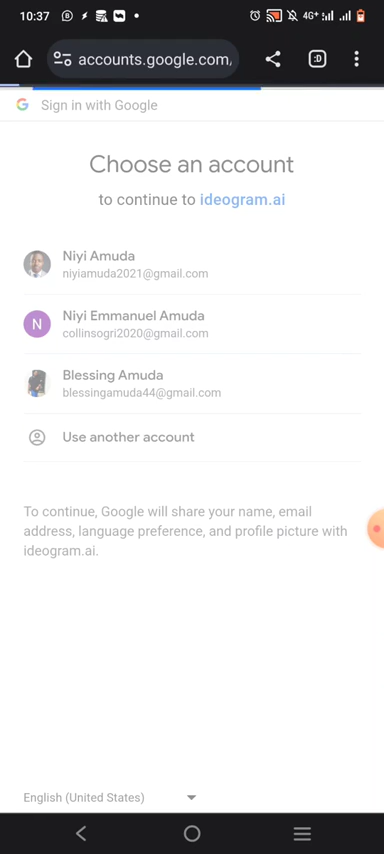 10:37
4G+
accounts.google.com/
:D
Sign in with Google
Choose an account
to continue to ideogram.ai
Niyi Amuda
niyiamuda2021@gmail.com
N
Niyi Emmanuel Amuda
collinsogri2020@gmail.com
Blessing Amuda
blessingamuda44@gmail.com
Use another account
To continue, Google will share your name, email
address, language preference, and profile picture with
ideogram.ai.
English (United States)